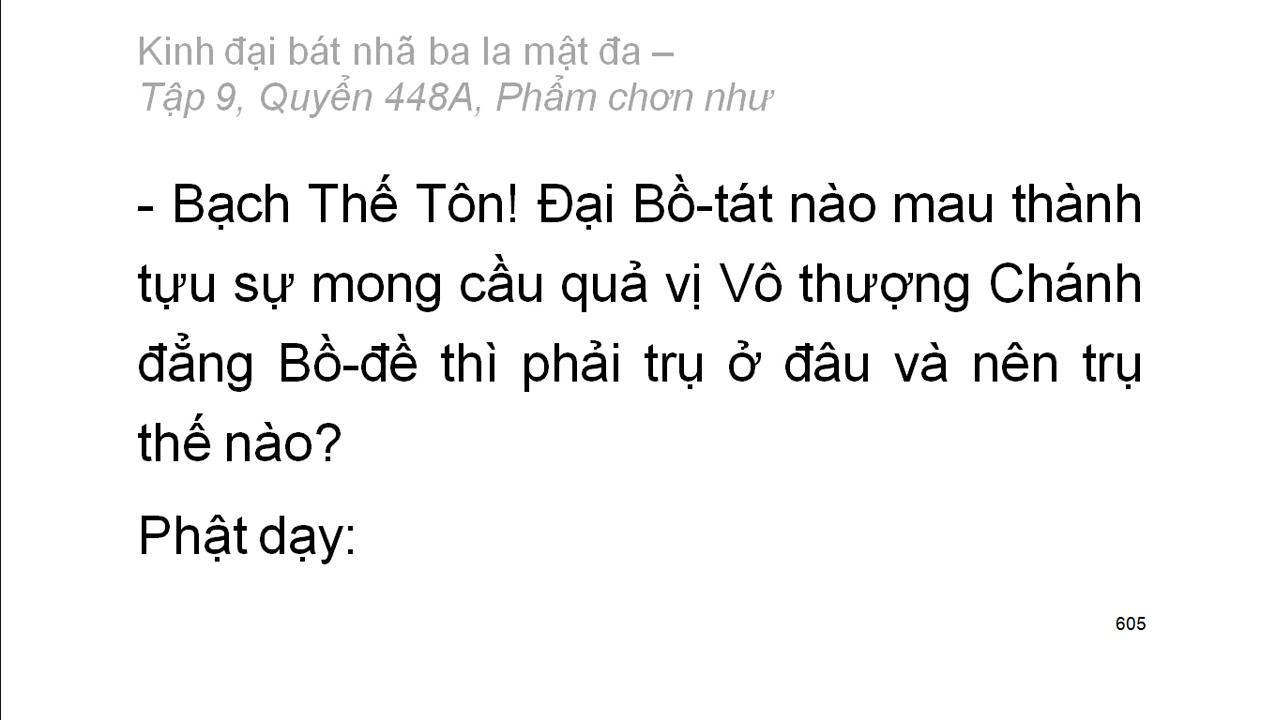 Kinh đại bát nhã ba la mật đa –
Tập 9, Quyển 448A, Phẩm chơn như
- Bạch Thế Tôn! Đại Bồ-tát nào mau thành
tựu sự mong cầu quả vị Vô thượng Chánh
đẳng Bồ-đề thì phải trụ ở đâu và nên trụ
thế nào?
Phật dạy:
605